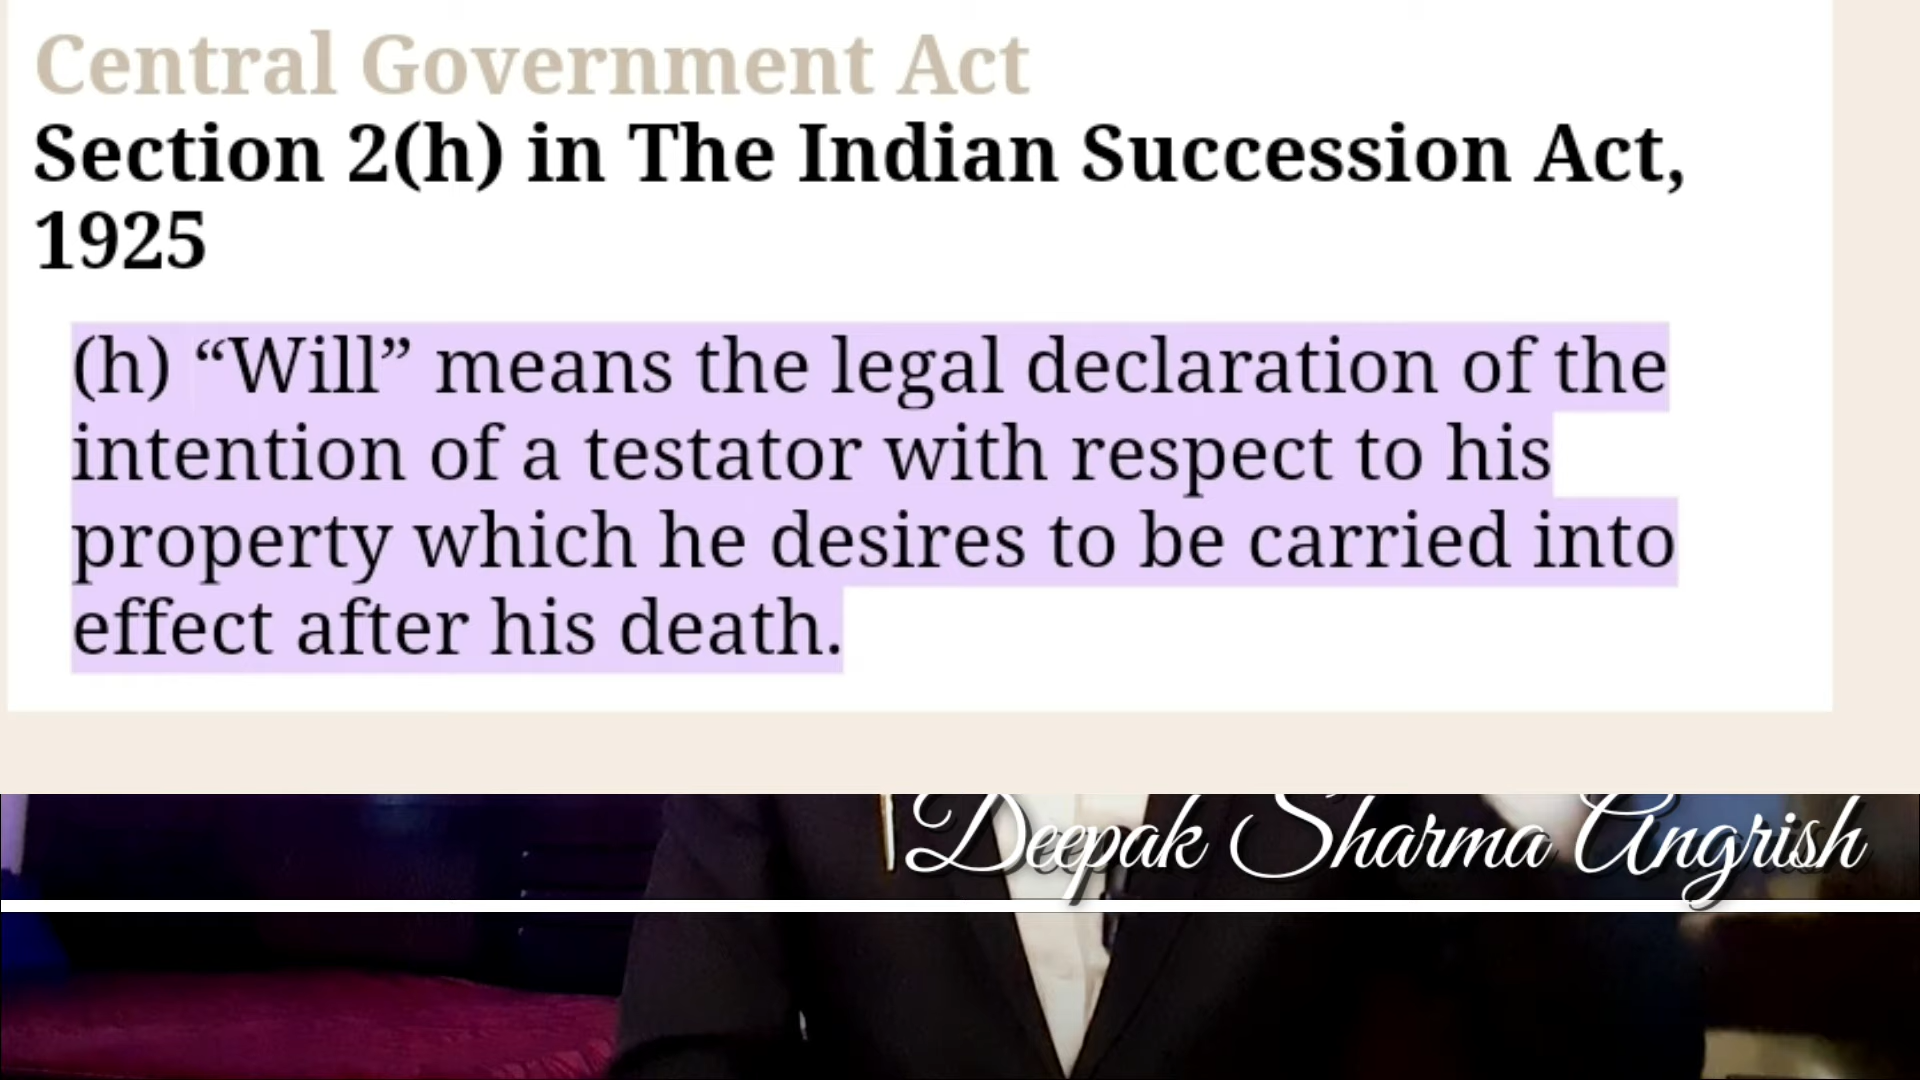 Central Government Act
Section 2(h) in The Indian Succession Act,
1925
(h) “Will” means the legal declaration of the
intention of a testator with respect to his
property which he desires to be carried into
effect after his death.
Deepak Sharma Angrish